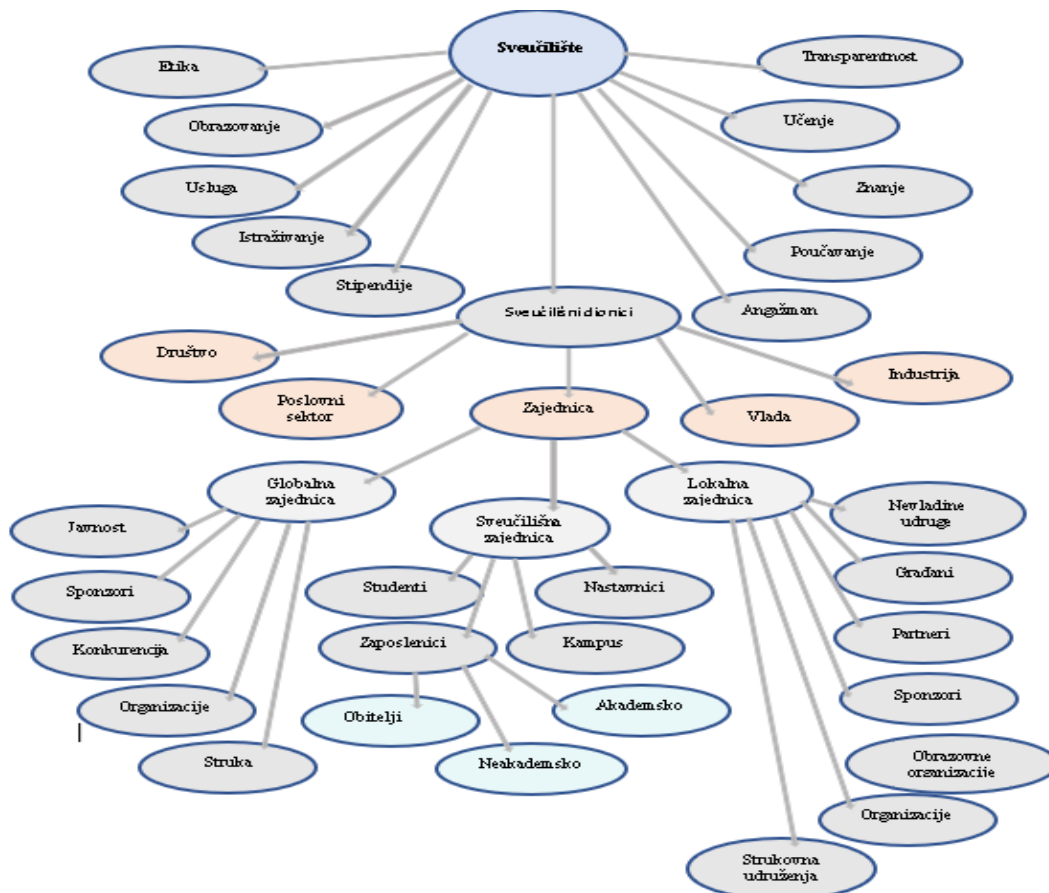 Sveučilište
Etika
Transparentnost
Obrazovanje
Učenje
Usluga
Znanje
Istraživanje
Poučavanje
Stipendije
Angažman
Sveučilišni dionici
Društvo
Industrija
Poslovni
sektor
Zajednica
Vlada
Globalna
zajednica
Lokalna
zajednica
Sveučilišna
zajednica
Javnost
Nevladine
udruge
Sponzori
Studenti
Nastavnici
Građani
Konkurencija
Zaposlenici
Kampus
Partneri
Organizacije
Obitelji
Akademsko
Sponzori
Struka
Neakademsko
Obrazovne
organizacije
Organizacije
Strukovna
udruženja